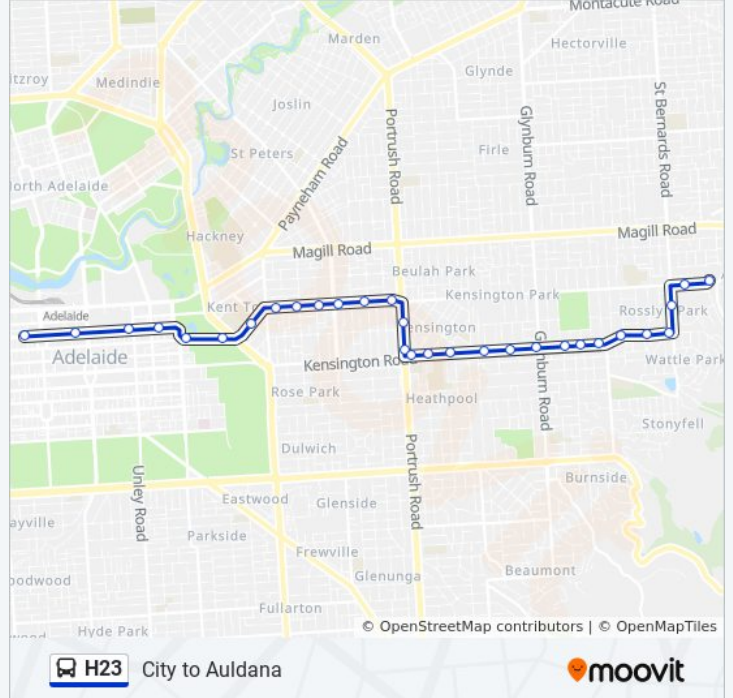 Montacute Road
Marden
Hectorville
itzroy
Medindie
Glynde
Joslin
Portrush Road
Glynburn Road
St Bernards Road
St Peters
Firle
Payneham Road
orth Adelaide
Hackney
Magill Road
Magill Road
Beulah Park
Kensington Park
Kent To
Adelaide
Rossly Park
ensington
Adelaide
Kensington Road
Glynburn Road
Wattle Park
Rose Park
Heathpool
Stonyfell
Dulwich
Portrush Road
Unley Road
Burnside
Eastwood
Glenside
ayville
Parkside
Frewville
Beaumont
oodwood
Glenunga
Fullarton
Hyde Park
© OpenStreetMap contributors | © OpenMapTiles
H23 City to Auldana
moovit